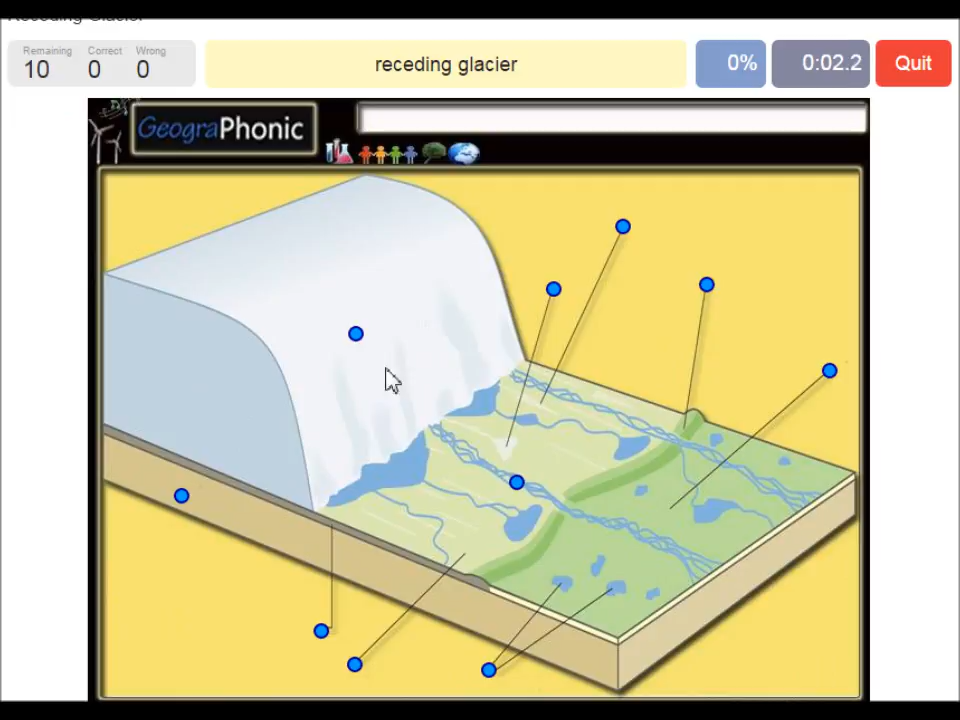 Receding Glacier
Remaining Correct Wrong
10 0 0
receding glacier
0%
0:02.2
Quit
GeograPhonic